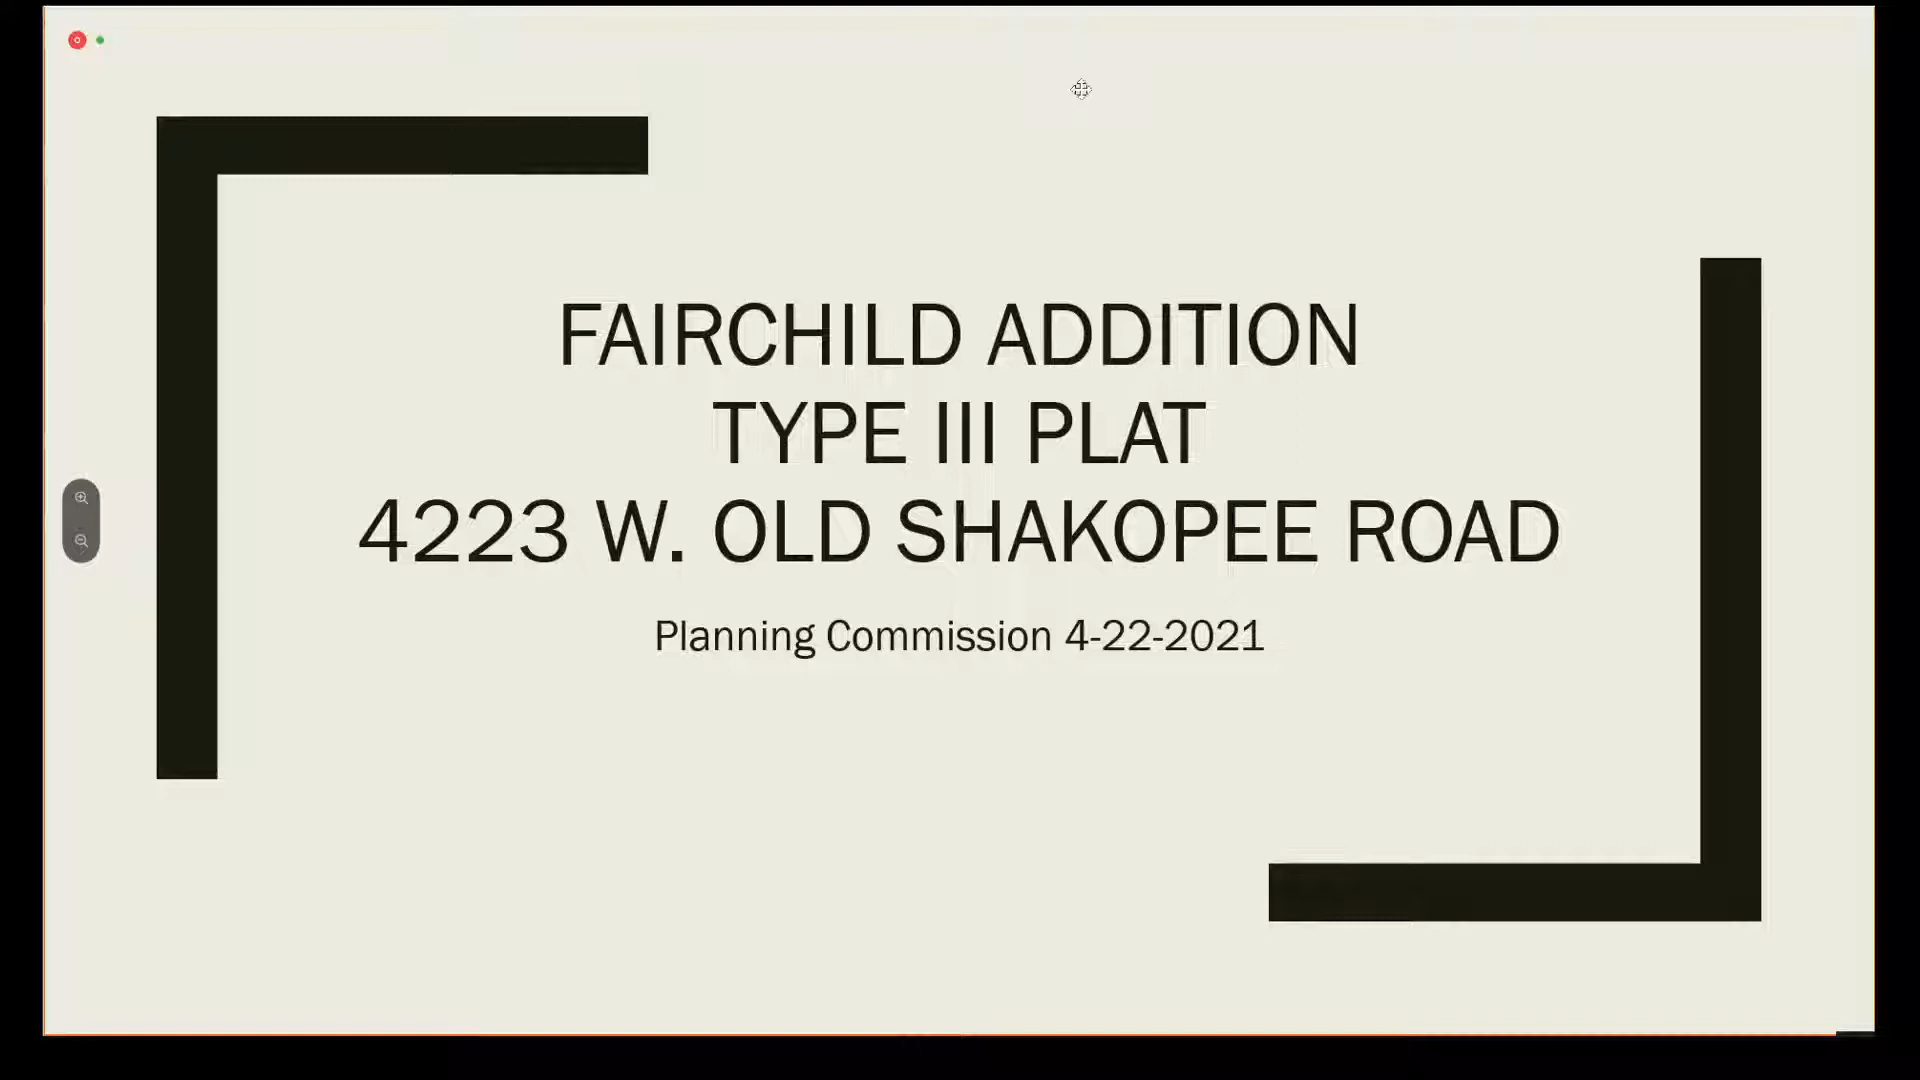 FAIRCHILD ADDITION
TYPE III PLAT
4223 W. OLD SHAKOPEE ROAD
Planning Commission 4-22-2021